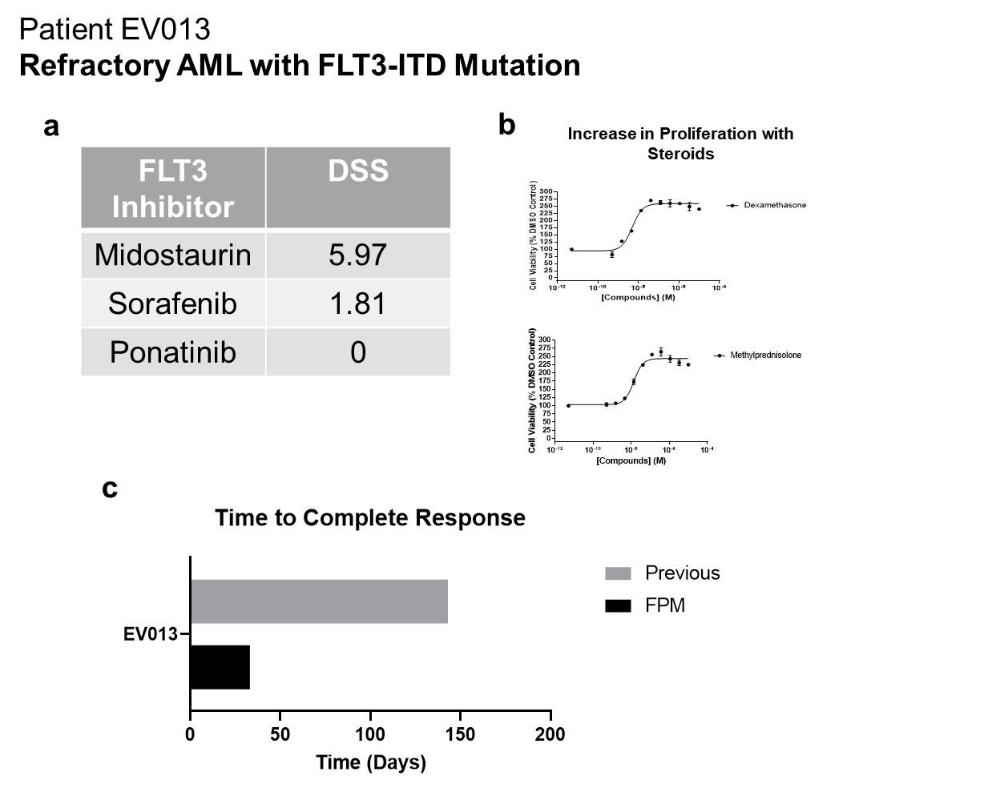 Patient EV013
Refractory AML with FLT3-ITD Mutation
a
FLT3
Inhibitor
DSS
Midostaurin
5.97
Sorafenib
1.81
Ponatinib
0
b
Increase in Proliferation with
Steroids
Cell Viability (% DMSO Control)
300
275
250
225
200
175
150
125
100
75
50
25
0
10-12
10-10
10-8
10-6
10-4
[Compounds] (M)
Dexamethasone
Cell Viability (% DMSO Control)
300
275
250
225
200
175
150
125
100
75
50
25
0
10-12
10-10
10-8
10-6
10-4
[Compounds] (M)
Methylprednisolone
c
Time to Complete Response
EV013
0
50
100
150
200
Time (Days)
Previous
FPM